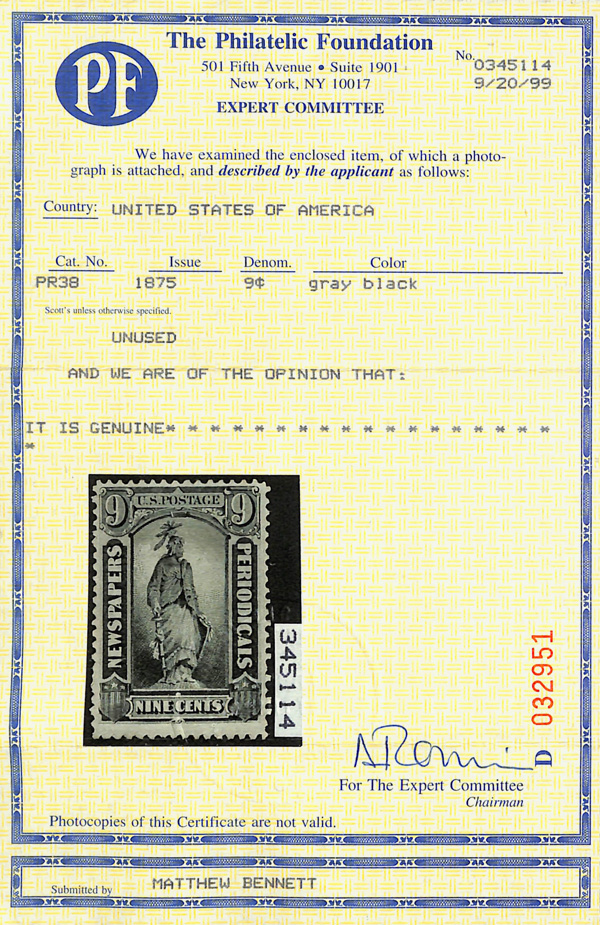 PF
The Philatelic Foundation
501 Fifth Avenue • Suite 1901
New York, NY 10017
EXPERT COMMITTEE
No. 0345114
9/20/99
We have examined the enclosed item, of which a photo-
graph is attached, and described by the applicant as follows:
Country: UNITED STATES OF AMERICA
Cat. No. Issue Denom. Color
PR38 1875 9¢ gray black
Scott's unless otherwise specified.
UNUSED
AND WE ARE OF THE OPINION THAT:
IT IS GENUINE* * * * * * * * * * * * * * * * * *
*
9 U.S. POSTAGE 9
NEWSPAPERS
PERIODICALS
NINE CENTS
345114
032951
D
For The Expert Committee
Chairman
Photocopies of this Certificate are not valid.
Submitted by MATTHEW BENNETT